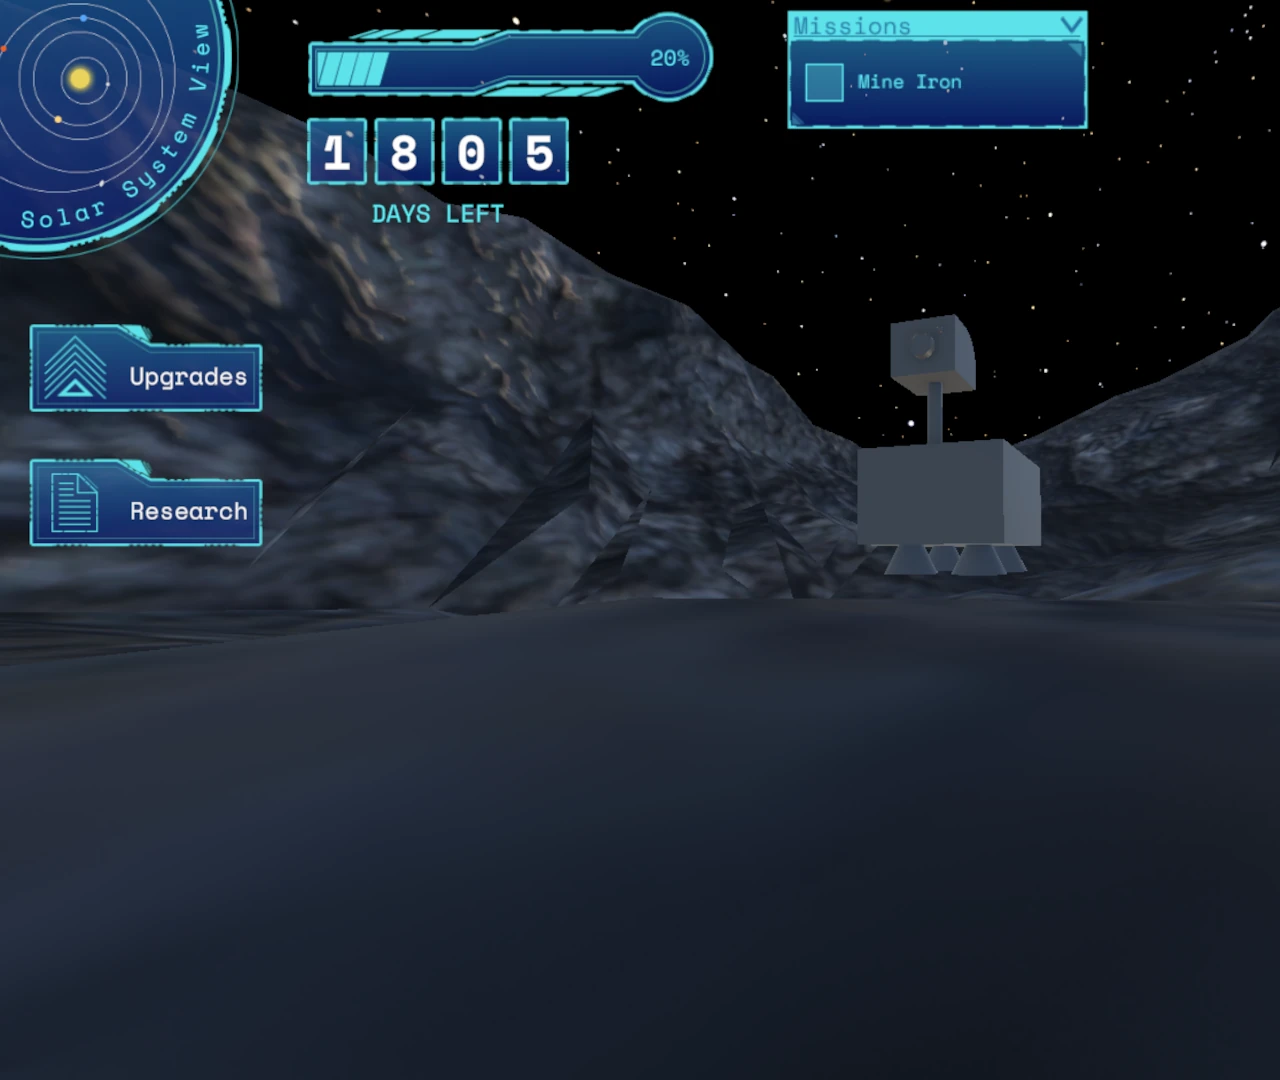 Solar System View
20%
1805
DAYS LEFT
Missions
Mine Iron
Upgrades
Research